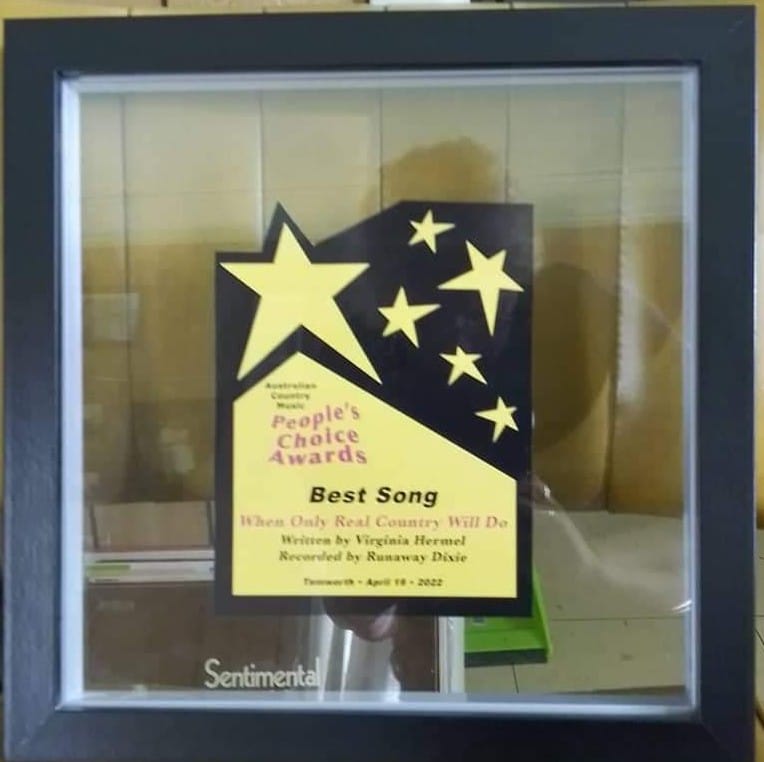 Australian
Country
Music
People's
Choice
Awards
Best Song
When Only Real Country Will Do
Written by Virginia Hermel
Recorded by Runaway Dixie
Tamworth - April 19 - 2022
Sentimental